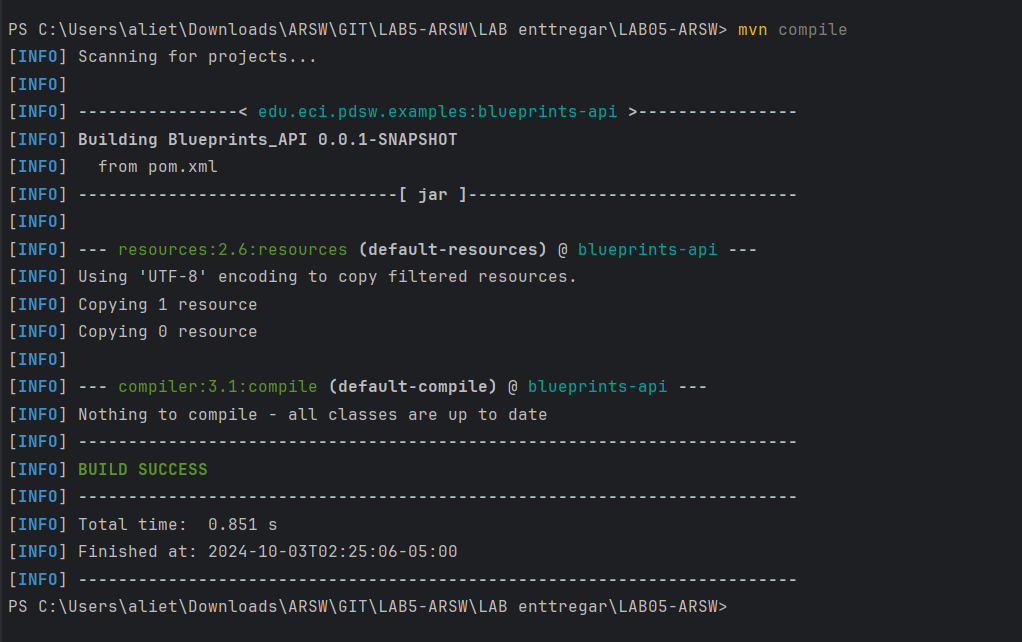 PS C:\Users\aliet\Downloads\ARSW\GIT\LAB5-ARSW\LAB enttregar\LAB05-ARSW> mvn compile
[INFO] Scanning for projects...
[INFO]
[INFO] ----------------< edu.eci.pdsw.examples:blueprints-api >----------------
[INFO] Building Blueprints_API 0.0.1-SNAPSHOT
[INFO]   from pom.xml
[INFO] --------------------------------[ jar ]---------------------------------
[INFO]
[INFO] --- resources:2.6:resources (default-resources) @ blueprints-api ---
[INFO] Using 'UTF-8' encoding to copy filtered resources.
[INFO] Copying 1 resource
[INFO] Copying 0 resource
[INFO]
[INFO] --- compiler:3.1:compile (default-compile) @ blueprints-api ---
[INFO] Nothing to compile - all classes are up to date
[INFO] ------------------------------------------------------------------------
[INFO] BUILD SUCCESS
[INFO] ------------------------------------------------------------------------
[INFO] Total time:  0.851 s
[INFO] Finished at: 2024-10-03T02:25:06-05:00
[INFO] ------------------------------------------------------------------------
PS C:\Users\aliet\Downloads\ARSW\GIT\LAB5-ARSW\LAB enttregar\LAB05-ARSW>